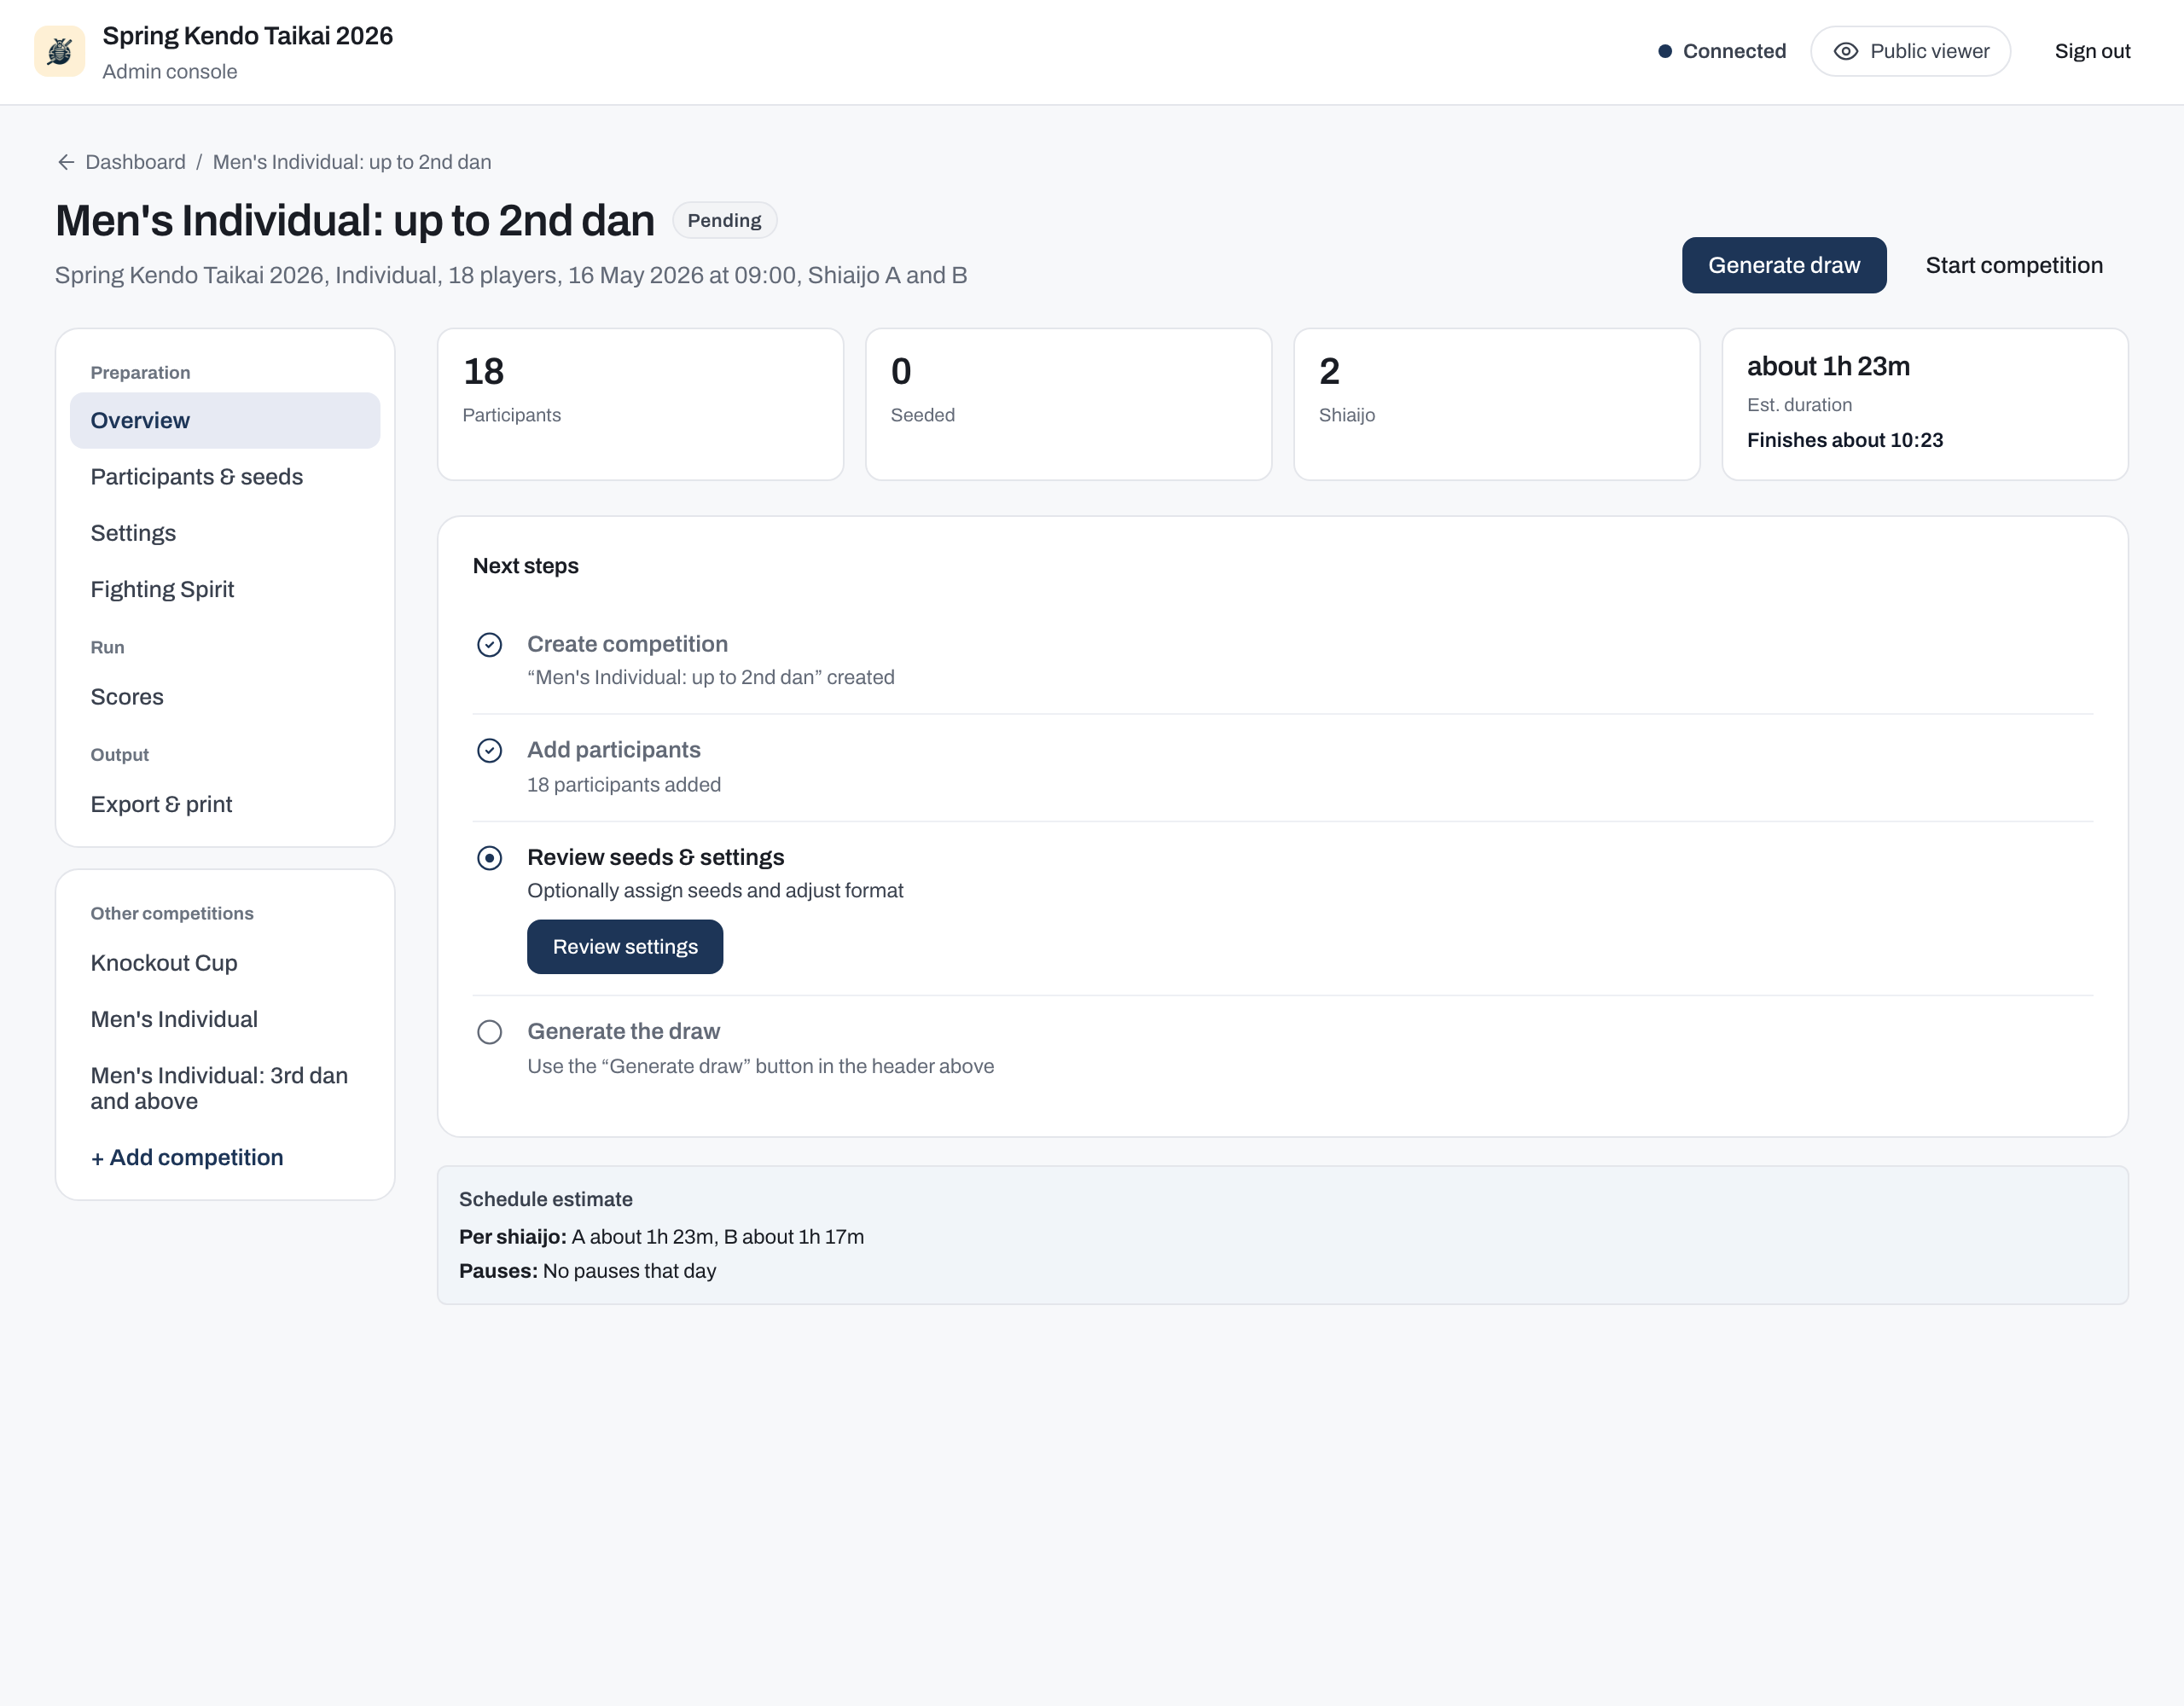 Spring Kendo Taikai 2026
Admin console
Connected
Public viewer
Sign out
Dashboard / Men's Individual: up to 2nd dan
Men's Individual: up to 2nd dan
Pending
Spring Kendo Taikai 2026, Individual, 18 players, 16 May 2026 at 09:00, Shiaijo A and B
Generate draw
Start competition
Preparation
Overview
Participants & seeds
Settings
Fighting Spirit
Run
Scores
Output
Export & print
Other competitions
Knockout Cup
Men's Individual
Men's Individual: 3rd dan
and above
+ Add competition
18
Participants
0
Seeded
2
Shiaijo
about 1h 23m
Est. duration
Finishes about 10:23
Next steps
Create competition
“Men's Individual: up to 2nd dan” created
Add participants
18 participants added
Review seeds & settings
Optionally assign seeds and adjust format
Review settings
Generate the draw
Use the “Generate draw” button in the header above
Schedule estimate
Per shiaijo: A about 1h 23m, B about 1h 17m
Pauses: No pauses that day